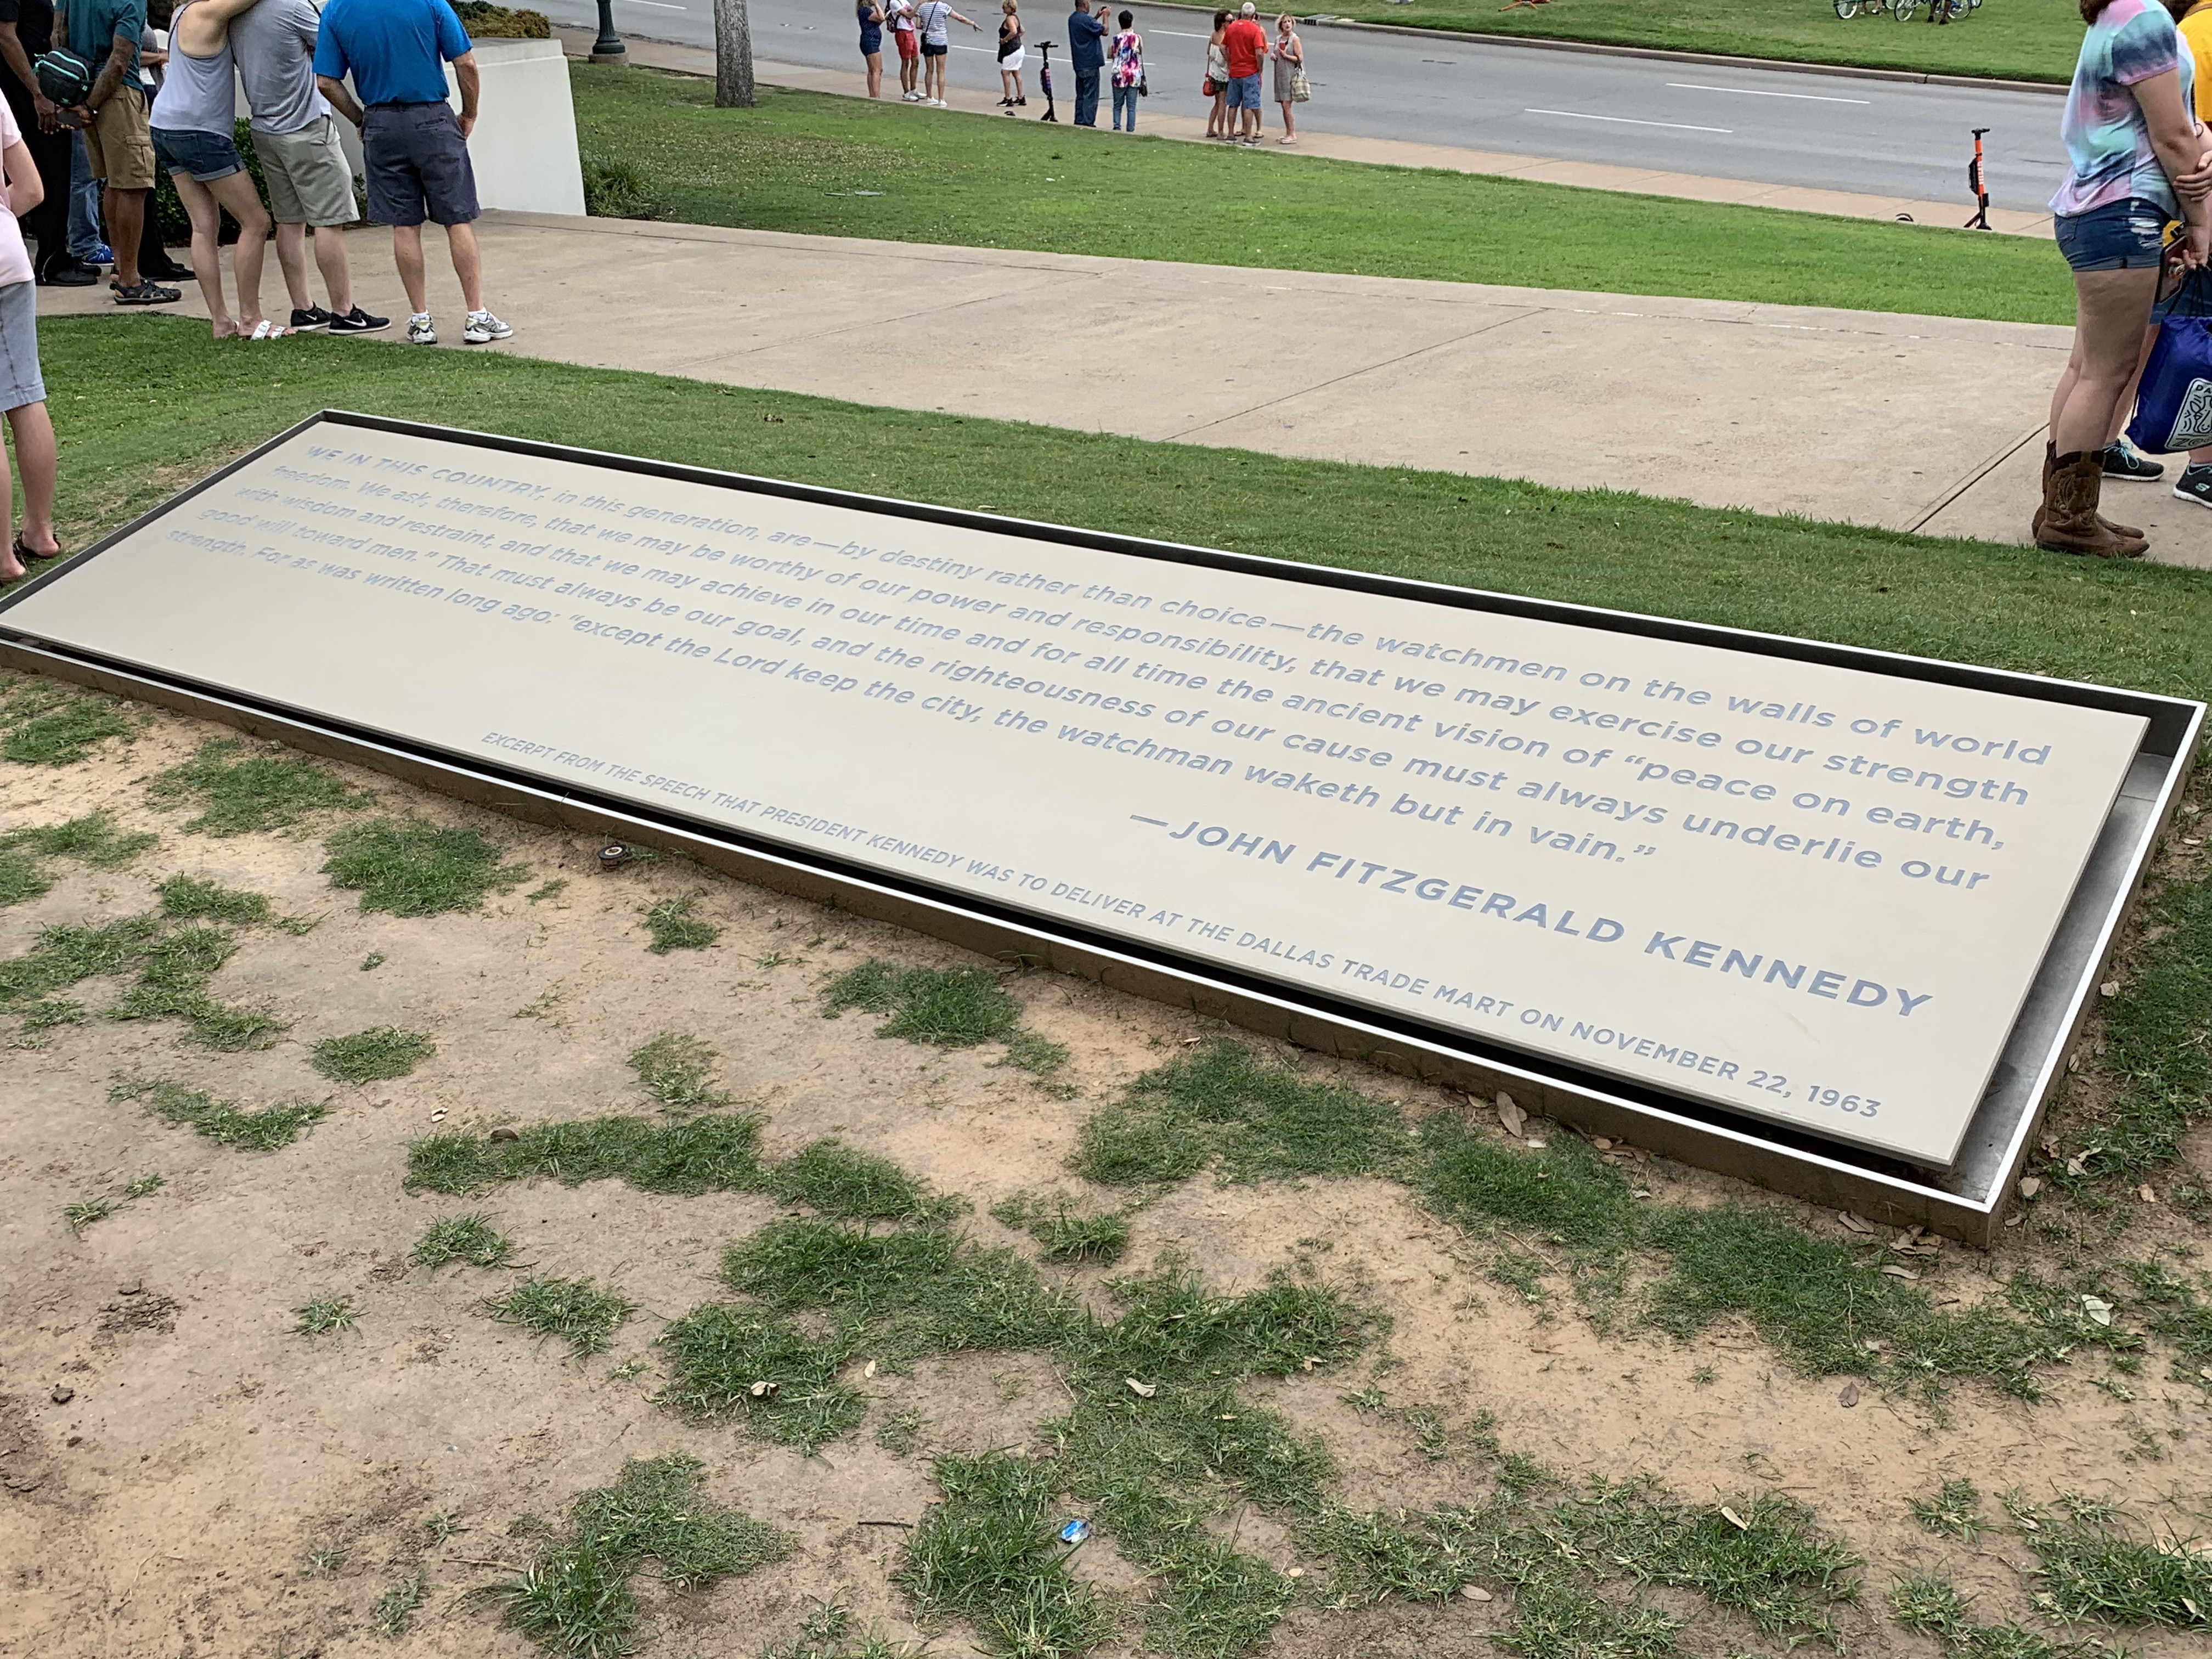 WE IN THIS COUNTRY, in this generation, are—by destiny rather than choice—the watchmen on the walls of world
freedom. We ask, therefore, that we may be worthy of our power and responsibility, that we may exercise our strength
with wisdom and restraint, and that we may achieve in our time and for all time the ancient vision of “peace on earth,
good will toward men.” That must always be our goal, and the righteousness of our cause must always underlie our
strength. For as was written long ago: “except the Lord keep the city, the watchman waketh but in vain.”
—JOHN FITZGERALD KENNEDY
EXCERPT FROM THE SPEECH THAT PRESIDENT KENNEDY WAS TO DELIVER AT THE DALLAS TRADE MART ON NOVEMBER 22, 1963